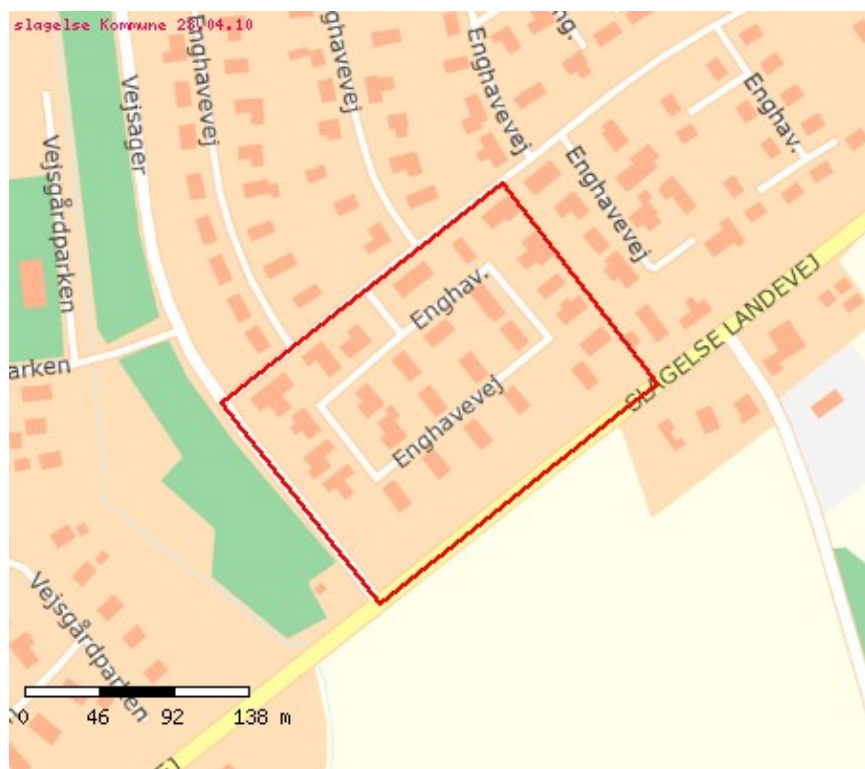 slagelse Kommune 28.04.10
Enghavevej
Enghavevej
Enghavevej
ng.
Vejsager
Vejsgårdparken
Enghav.
Enghavevej
Enghav.
SLAGELSE LANDEVEJ
arken
Enghavevej
Vejsgårdparken
0 46 92 138 m